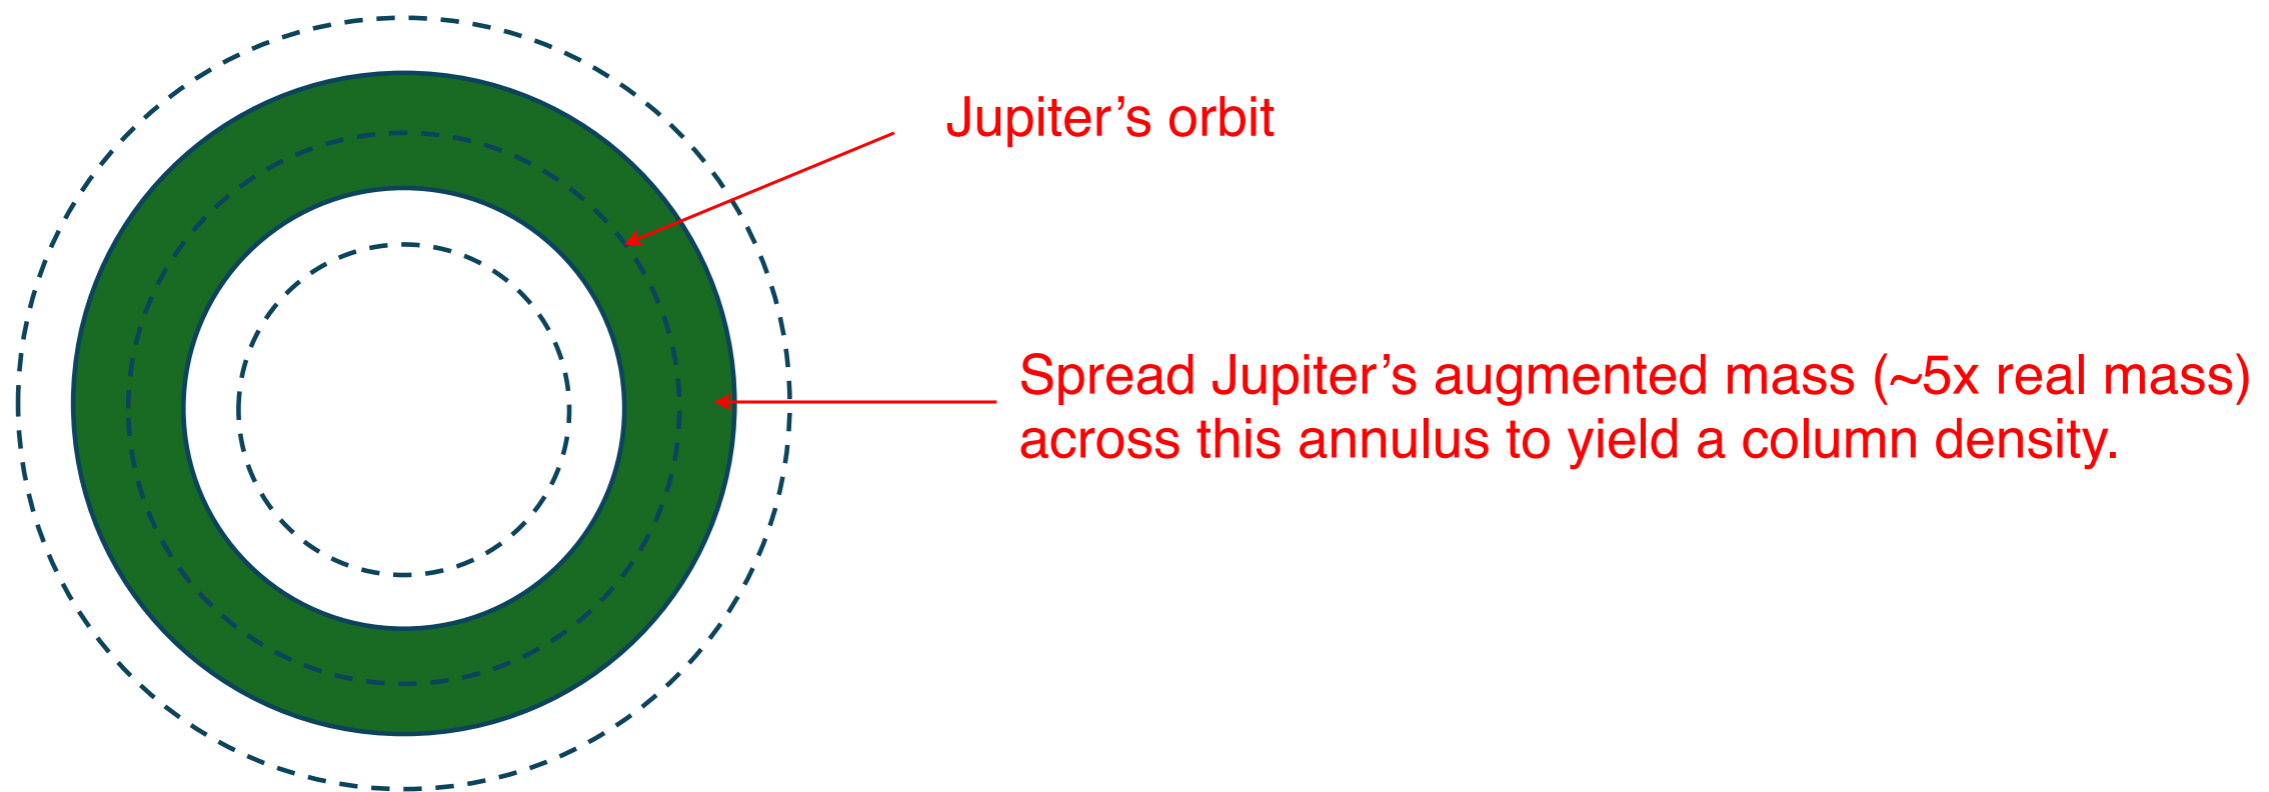 Jupiter’s orbit
Spread Jupiter’s augmented mass (~5x real mass)
across this annulus to yield a column density.